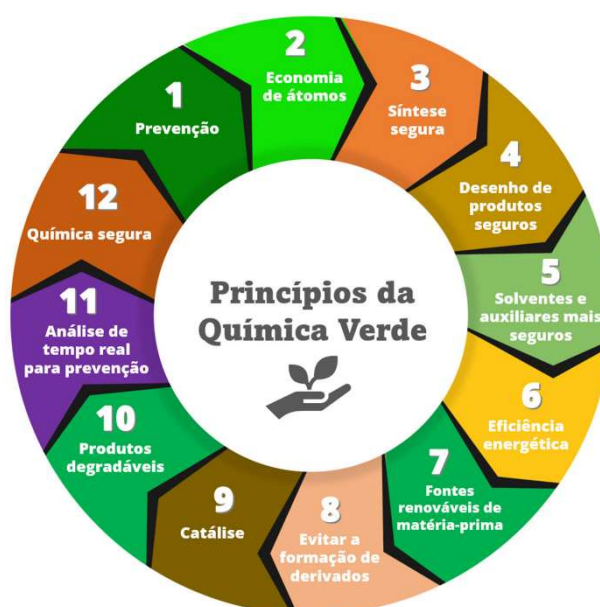 Princípios da
Química Verde
1
Prevenção
2
Economia
de átomos
3
Síntese
segura
4
Desenho de
produtos
seguros
5
Solventes e
auxiliares mais
seguros
6
Eficiência
energética
7
Fontes
renováveis de
matéria-prima
8
Evitar a
formação de
derivados
9
Catálise
10
Produtos
degradáveis
11
Análise de
tempo real
para prevenção
12
Química segura